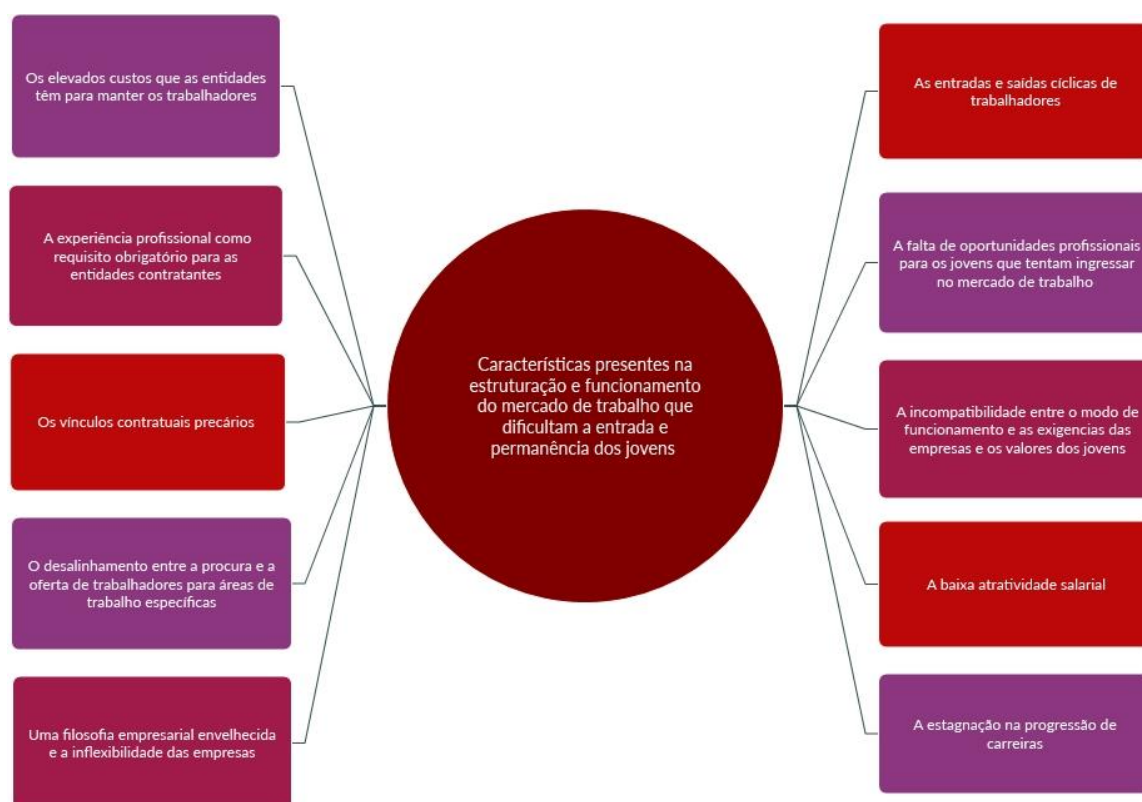 Os elevados custos que as entidades
têm para manter os trabalhadores
A experiência profissional como
requisito obrigatório para as
entidades contratantes
Os vínculos contratuais precários
O desalinhamento entre a procura e a
oferta de trabalhadores para áreas de
trabalho específicas
Uma filosofia empresarial envelhecida
e a inflexibilidade das empresas
Características presentes na
estruturação e funcionamento
do mercado de trabalho que
dificultam a entrada e
permanência dos jovens
As entradas e saídas cíclicas de
trabalhadores
A falta de oportunidades profissionais
para os jovens que tentam ingressar
no mercado de trabalho
A incompatibilidade entre o modo de
funcionamento e as exigencias das
empresas e os valores dos jovens
A baixa atratividade salarial
A estagnação na progressão de
carreiras